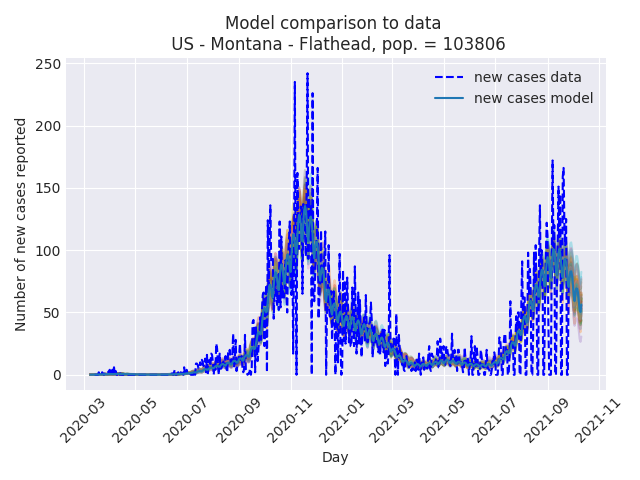 Model comparison to data
US - Montana - Flathead, pop. = 103806
new cases data
new cases model
Number of new cases reported
250
200
150
100
50
0
2020-03
2020-05
2020-07
2020-09
2020-11
2021-01
2021-03
2021-05
2021-07
2021-09
2021-11
Day